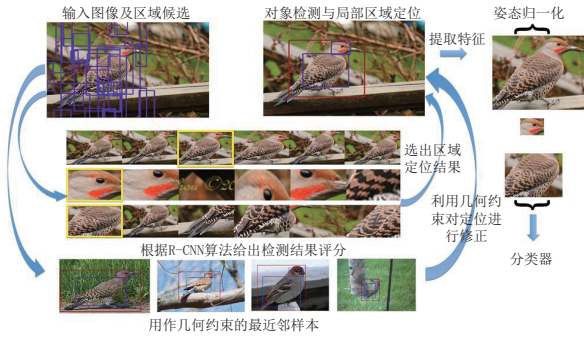 输入图像及区域候选
对象检测与局部区域定位
姿态归一化
提取特征
选出区域
定位结果
利用几何约
束对定位进
行修正
根据R-CNN算法给出检测结果评分
分类器
用作几何约束的最近邻样本